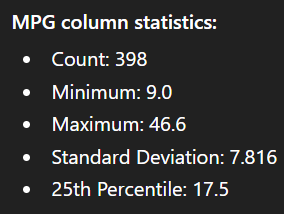 MPG column statistics:
• Count: 398
• Minimum: 9.0
• Maximum: 46.6
• Standard Deviation: 7.816
• 25th Percentile: 17.5